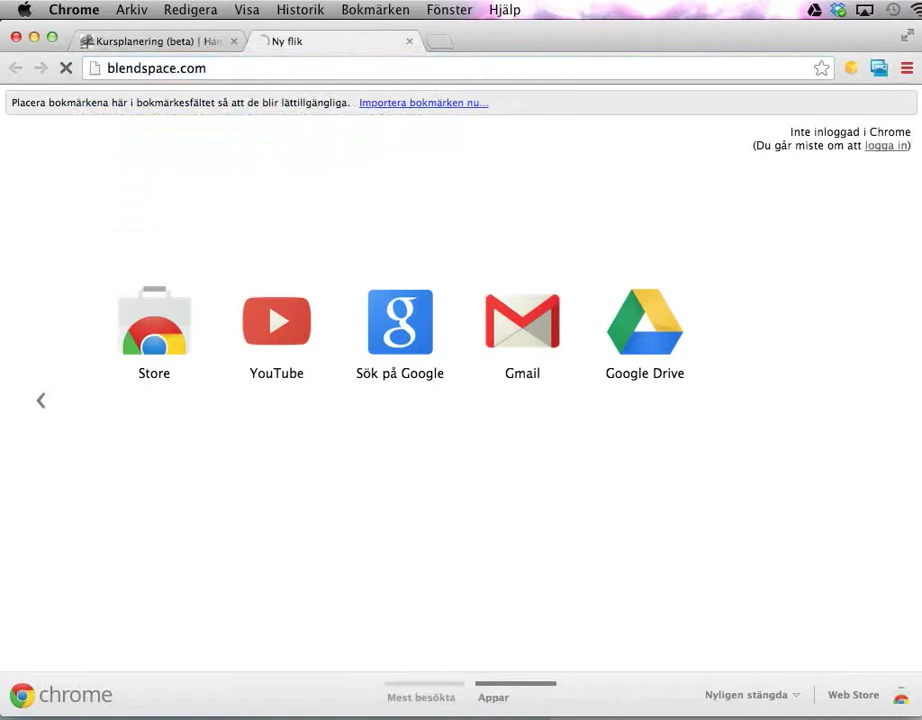 Chrome Arkiv Redigera Visa Historik Bokmärken Fönster Hjälp
Kursplanering (beta) | Han
Ny flik
blendspace.com
Placera bokmärkena här i bokmärkesfältet så att de blir lättillgängliga. Importera bokmärken nu...
Inte inloggad i Chrome
(Du går miste om att logga in)
Store YouTube Sök på Google Gmail Google Drive
chrome
Mest besökta Appar
Nyligen stängda Web Store